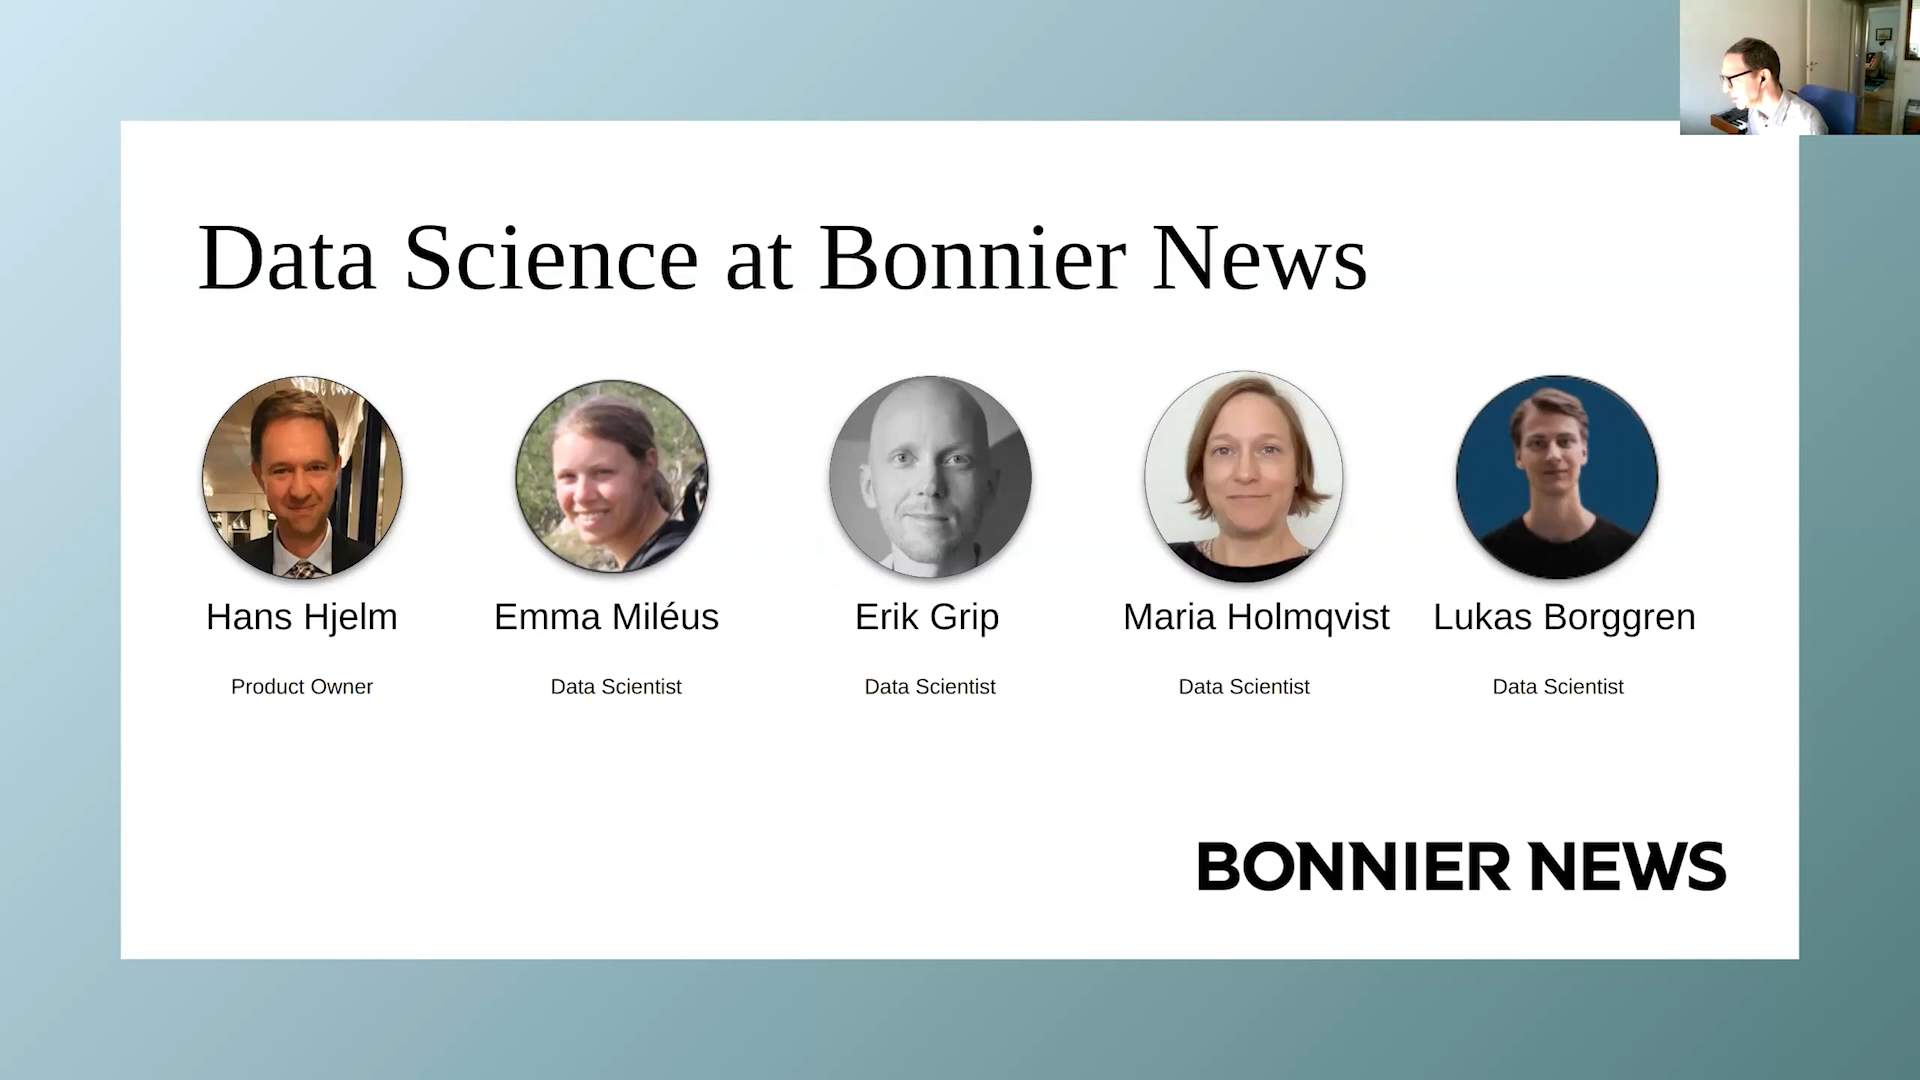 Data Science at Bonnier News
Hans Hjelm
Emma Miléus
Erik Grip
Maria Holmqvist
Lukas Borggren
Product Owner
Data Scientist
Data Scientist
Data Scientist
Data Scientist
BONNIER NEWS